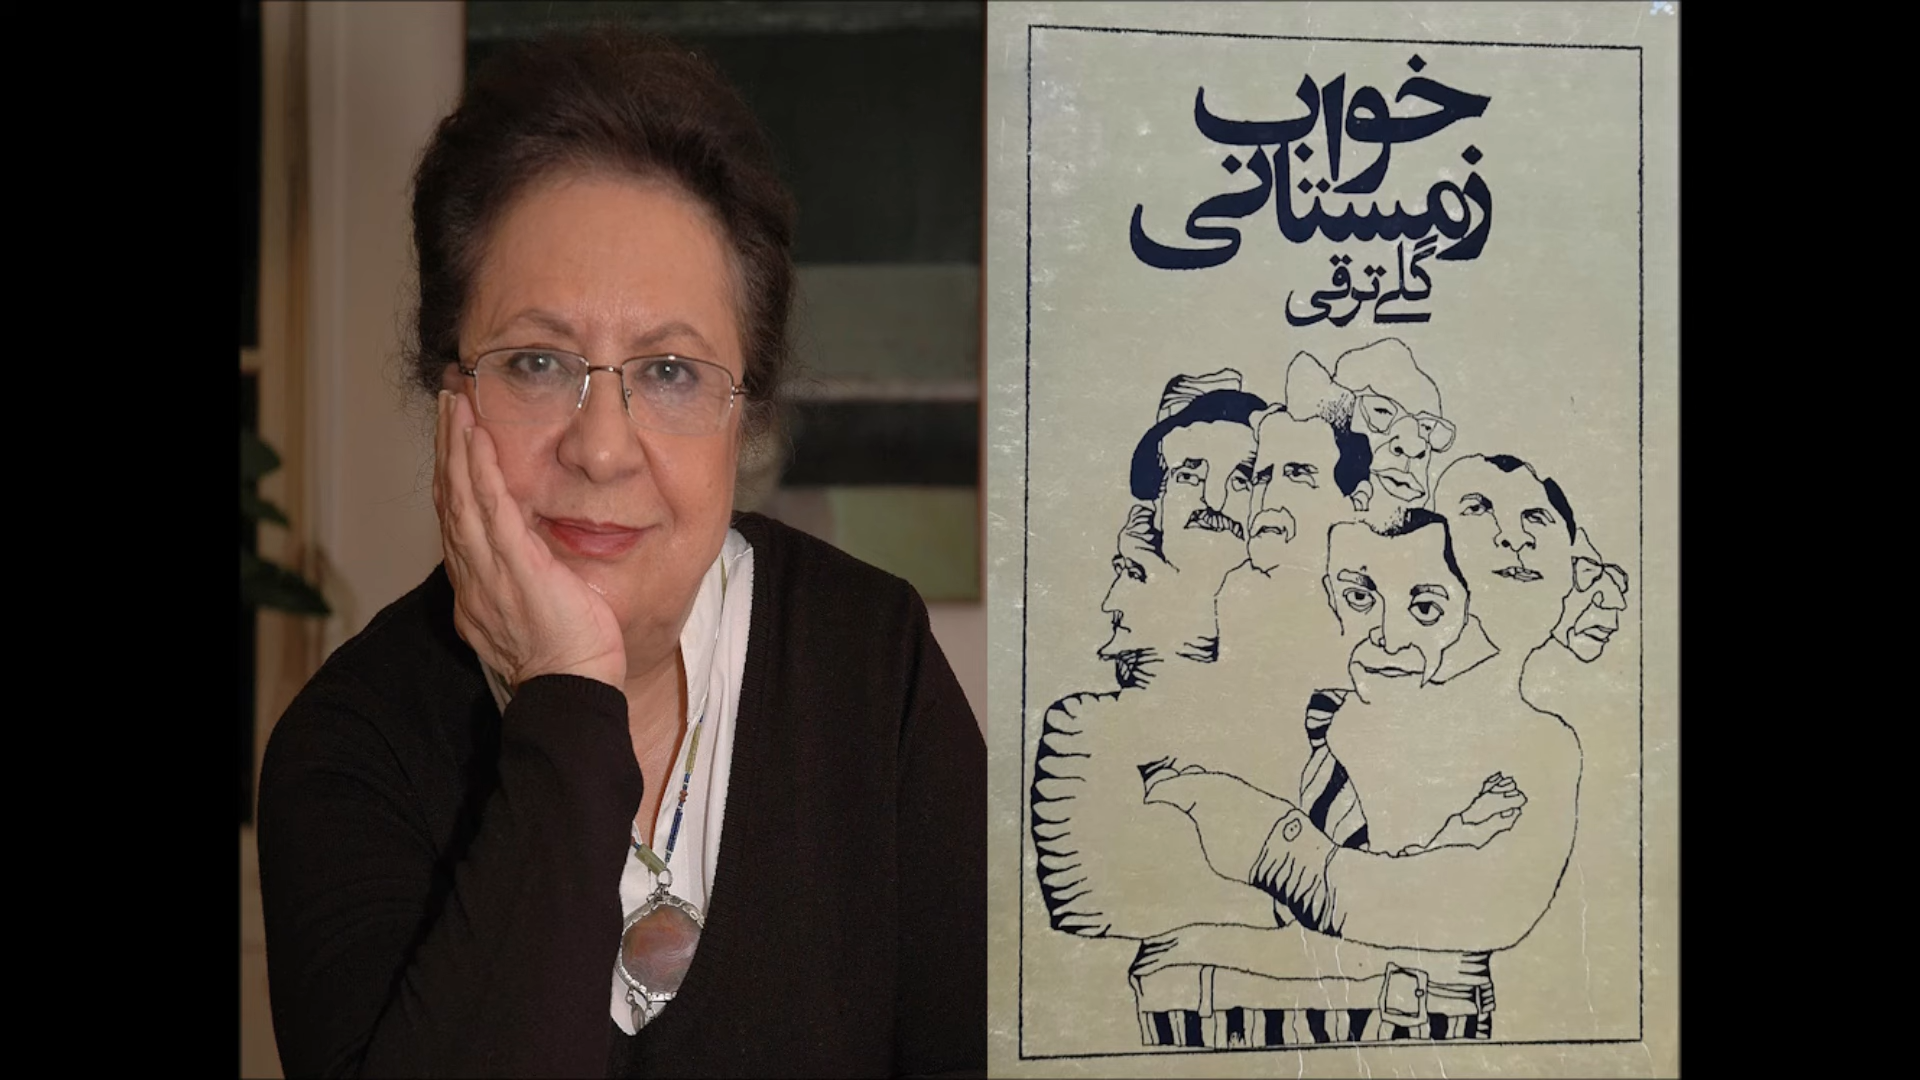 خواب
زمستانی
گلی ترقی